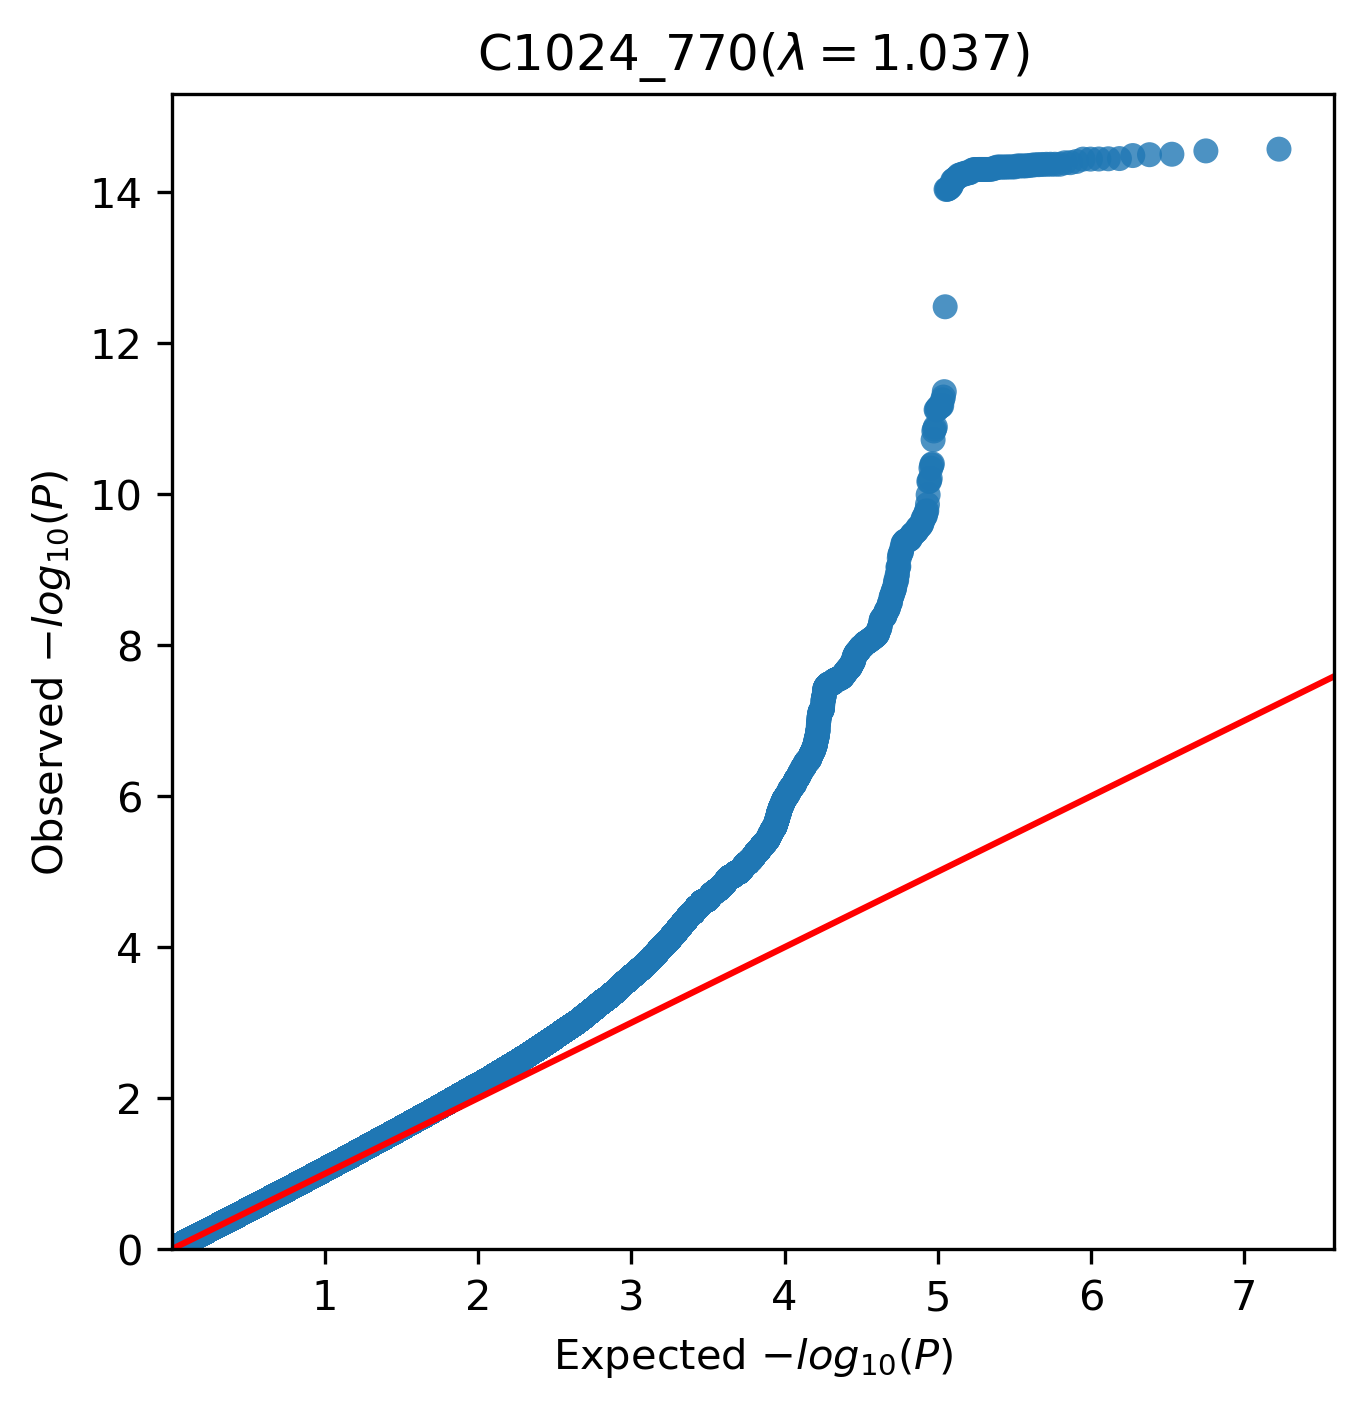 C1024_770(λ = 1.037)
Observed −log₁₀(P)
14
12
10
8
6
4
2
0
1 2 3 4 5 6 7
Expected −log₁₀(P)